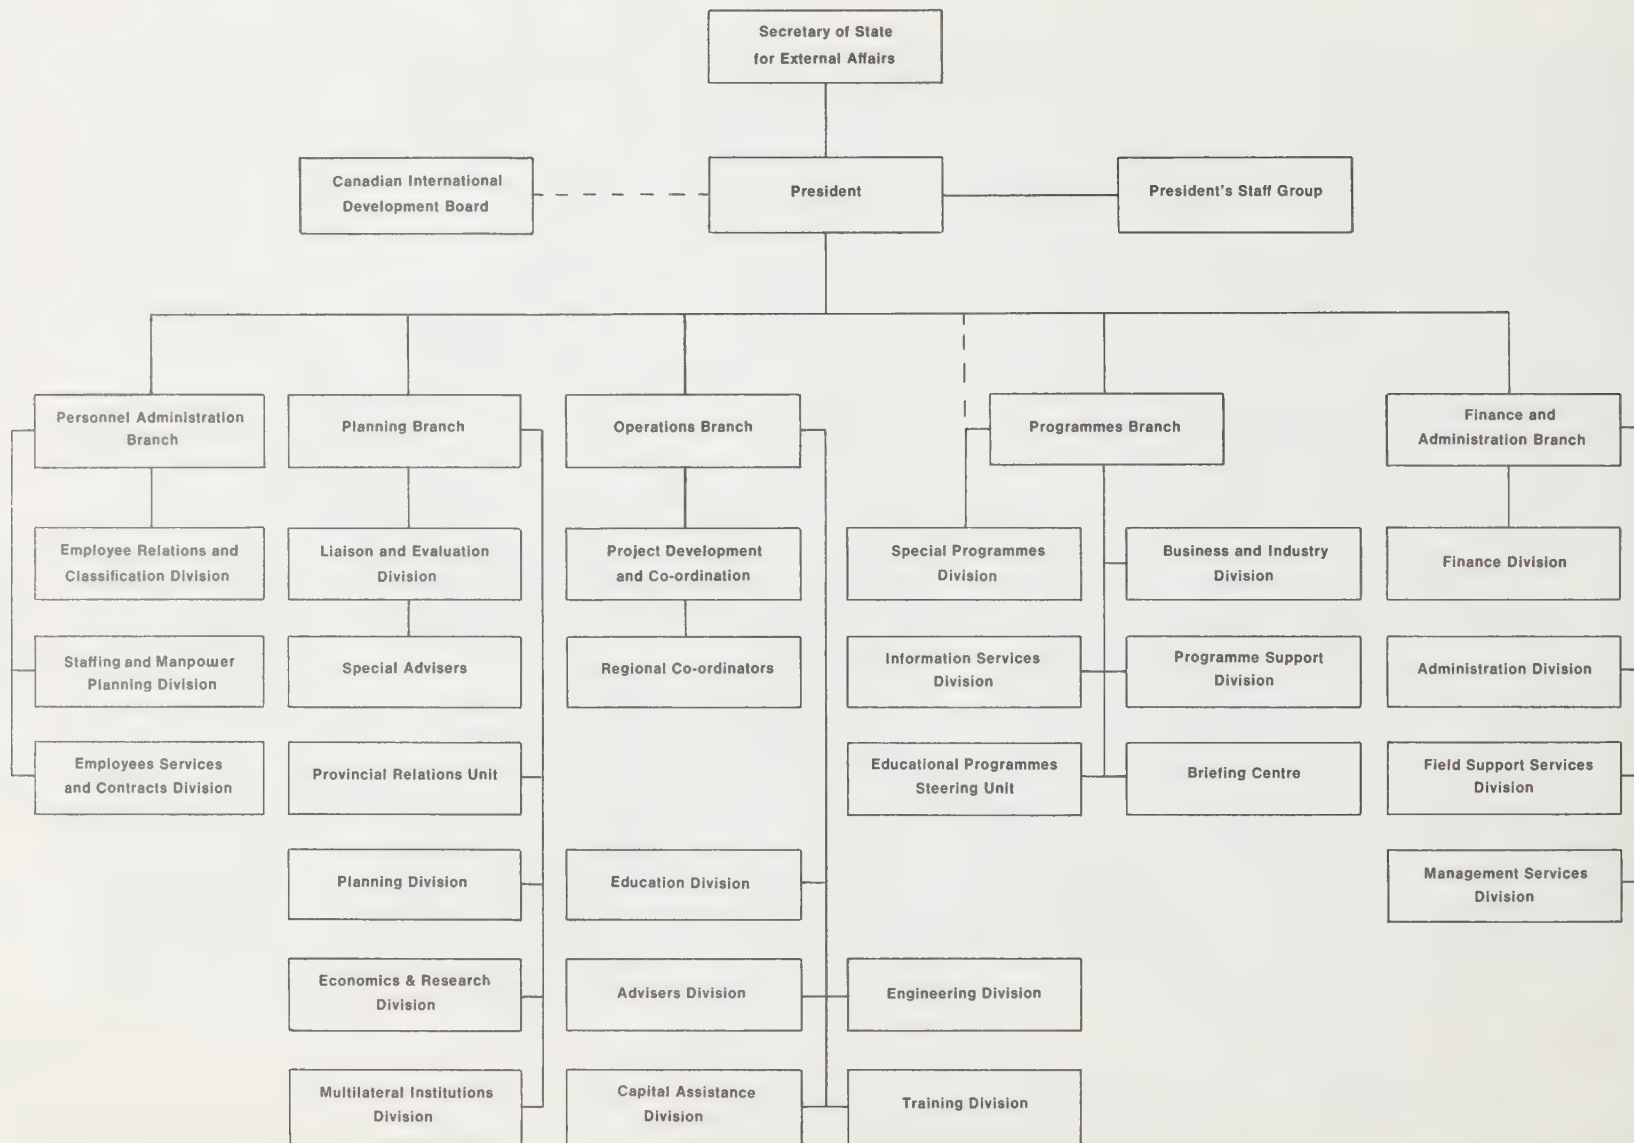 Secretary of State
for External Affairs
Canadian International
Development Board
President
President's Staff Group
Personnel Administration
Branch
Planning Branch
Operations Branch
Programmes Branch
Finance and
Administration Branch
Employee Relations and
Classification Division
Liaison and Evaluation
Division
Project Development
and Co-ordination
Special Programmes
Division
Business and Industry
Division
Finance Division
Staffing and Manpower
Planning Division
Special Advisers
Regional Co-ordinators
Information Services
Division
Programme Support
Division
Administration Division
Employees Services
and Contracts Division
Provincial Relations Unit
Educational Programmes
Steering Unit
Briefing Centre
Field Support Services
Division
Planning Division
Education Division
Management Services
Division
Economics & Research
Division
Advisers Division
Engineering Division
Multilateral Institutions
Division
Capital Assistance
Division
Training Division